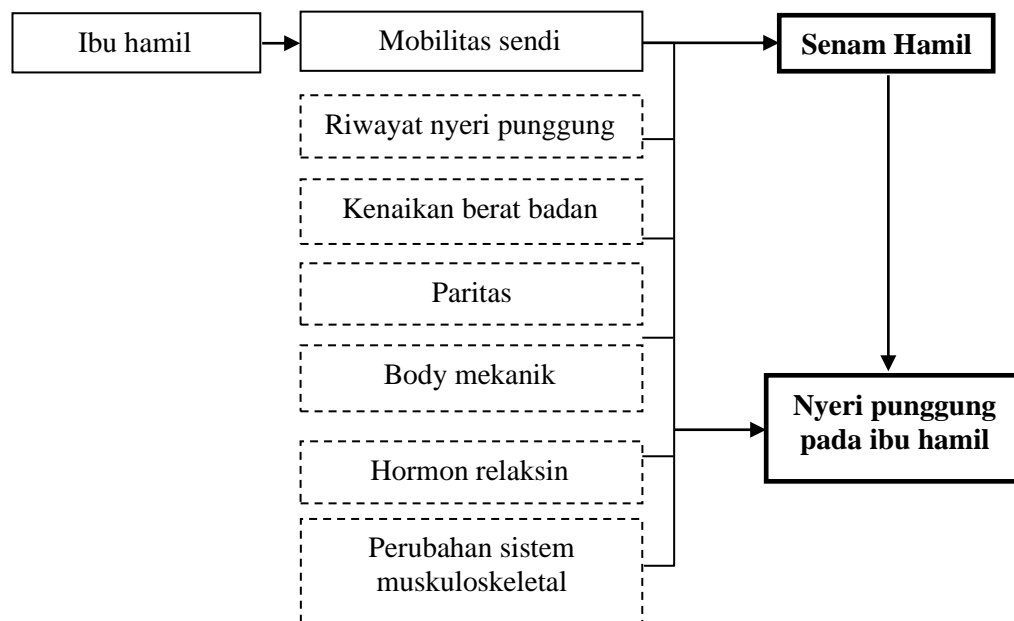 Ibu hamil
Mobilitas sendi
Senam Hamil
Riwayat nyeri punggung
Kenaikan berat badan
Paritas
Body mekanik
Nyeri punggung
pada ibu hamil
Hormon relaksin
Perubahan sistem
muskuloskeletal